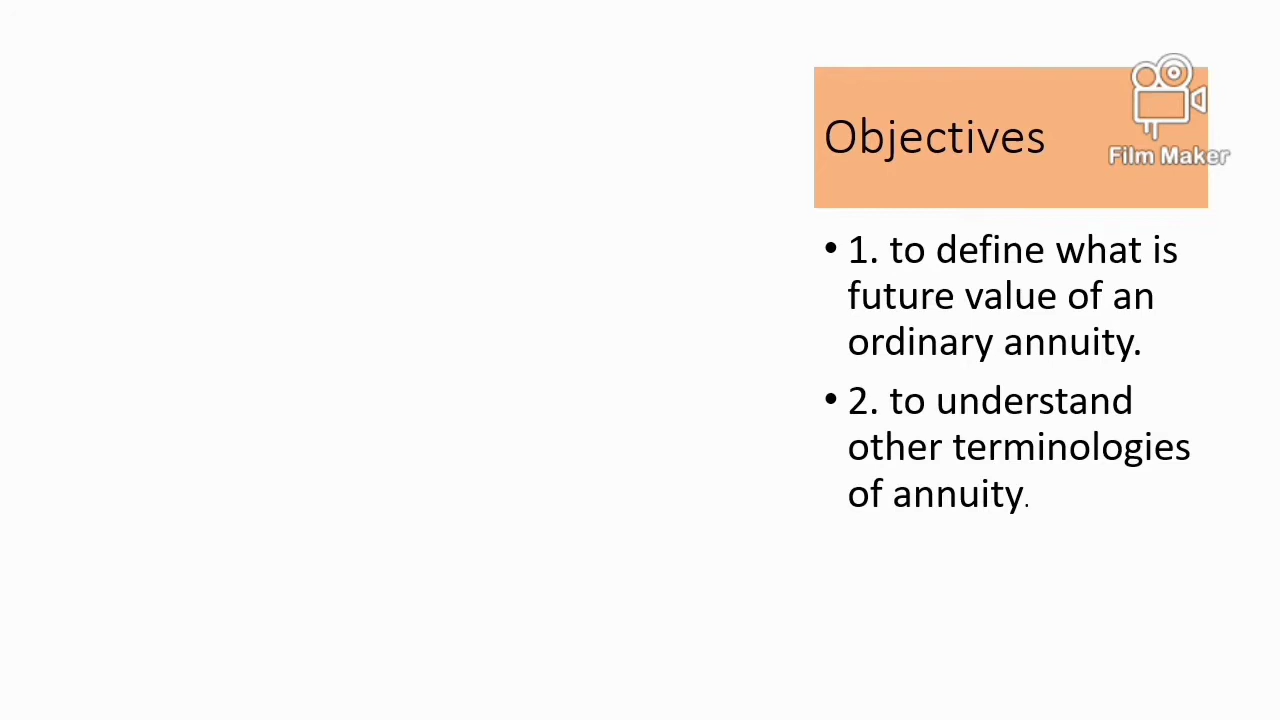 Objectives
Film Maker
• 1. to define what is
future value of an
ordinary annuity.
• 2. to understand
other terminologies
of annuity.